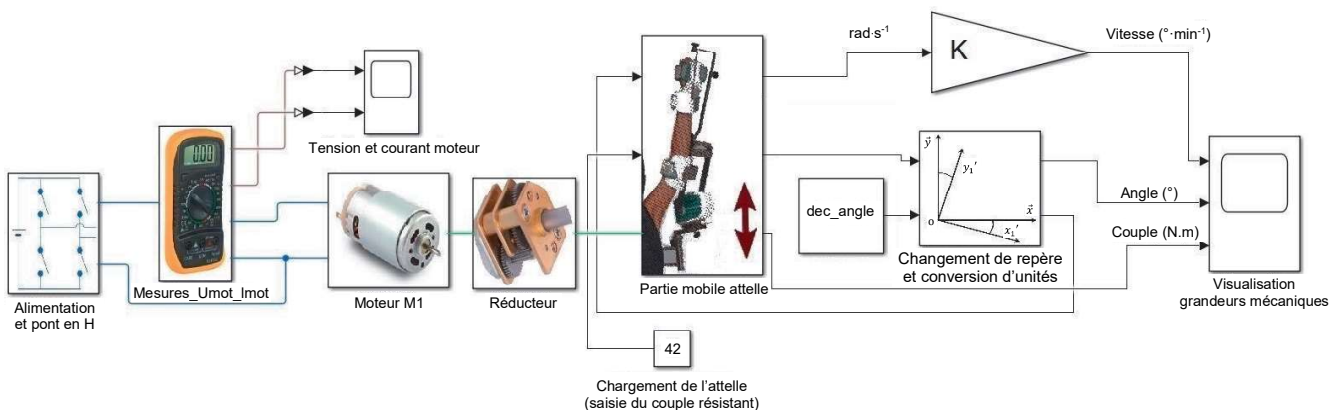 rad·s⁻¹
K
Vitesse (°·min⁻¹)
Tension et courant moteur
0.00
Mesures_Umot_Imot
Alimentation
et pont en H
Moteur M1
Réducteur
Partie mobile attelle
dec_angle
y⃗
y₁'
o
x⃗
x₁'
Changement de repère
et conversion d'unités
Angle (°)
Couple (N.m)
Visualisation
grandeurs mécaniques
42
Chargement de l'attelle
(saisie du couple résistant)